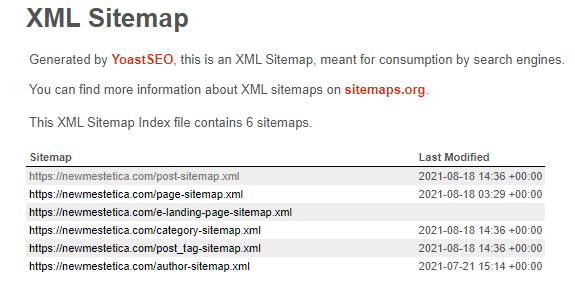 XML Sitemap
Generated by YoastSEO, this is an XML Sitemap, meant for consumption by search engines.
You can find more information about XML sitemaps on sitemaps.org.
This XML Sitemap Index file contains 6 sitemaps.
Sitemap Last Modified
https://newmestetica.com/post-sitemap.xml 2021-08-18 14:36 +00:00
https://newmestetica.com/page-sitemap.xml 2021-08-18 03:29 +00:00
https://newmestetica.com/e-landing-page-sitemap.xml
https://newmestetica.com/category-sitemap.xml 2021-08-18 14:36 +00:00
https://newmestetica.com/post_tag-sitemap.xml 2021-08-18 14:36 +00:00
https://newmestetica.com/author-sitemap.xml 2021-07-21 15:14 +00:00